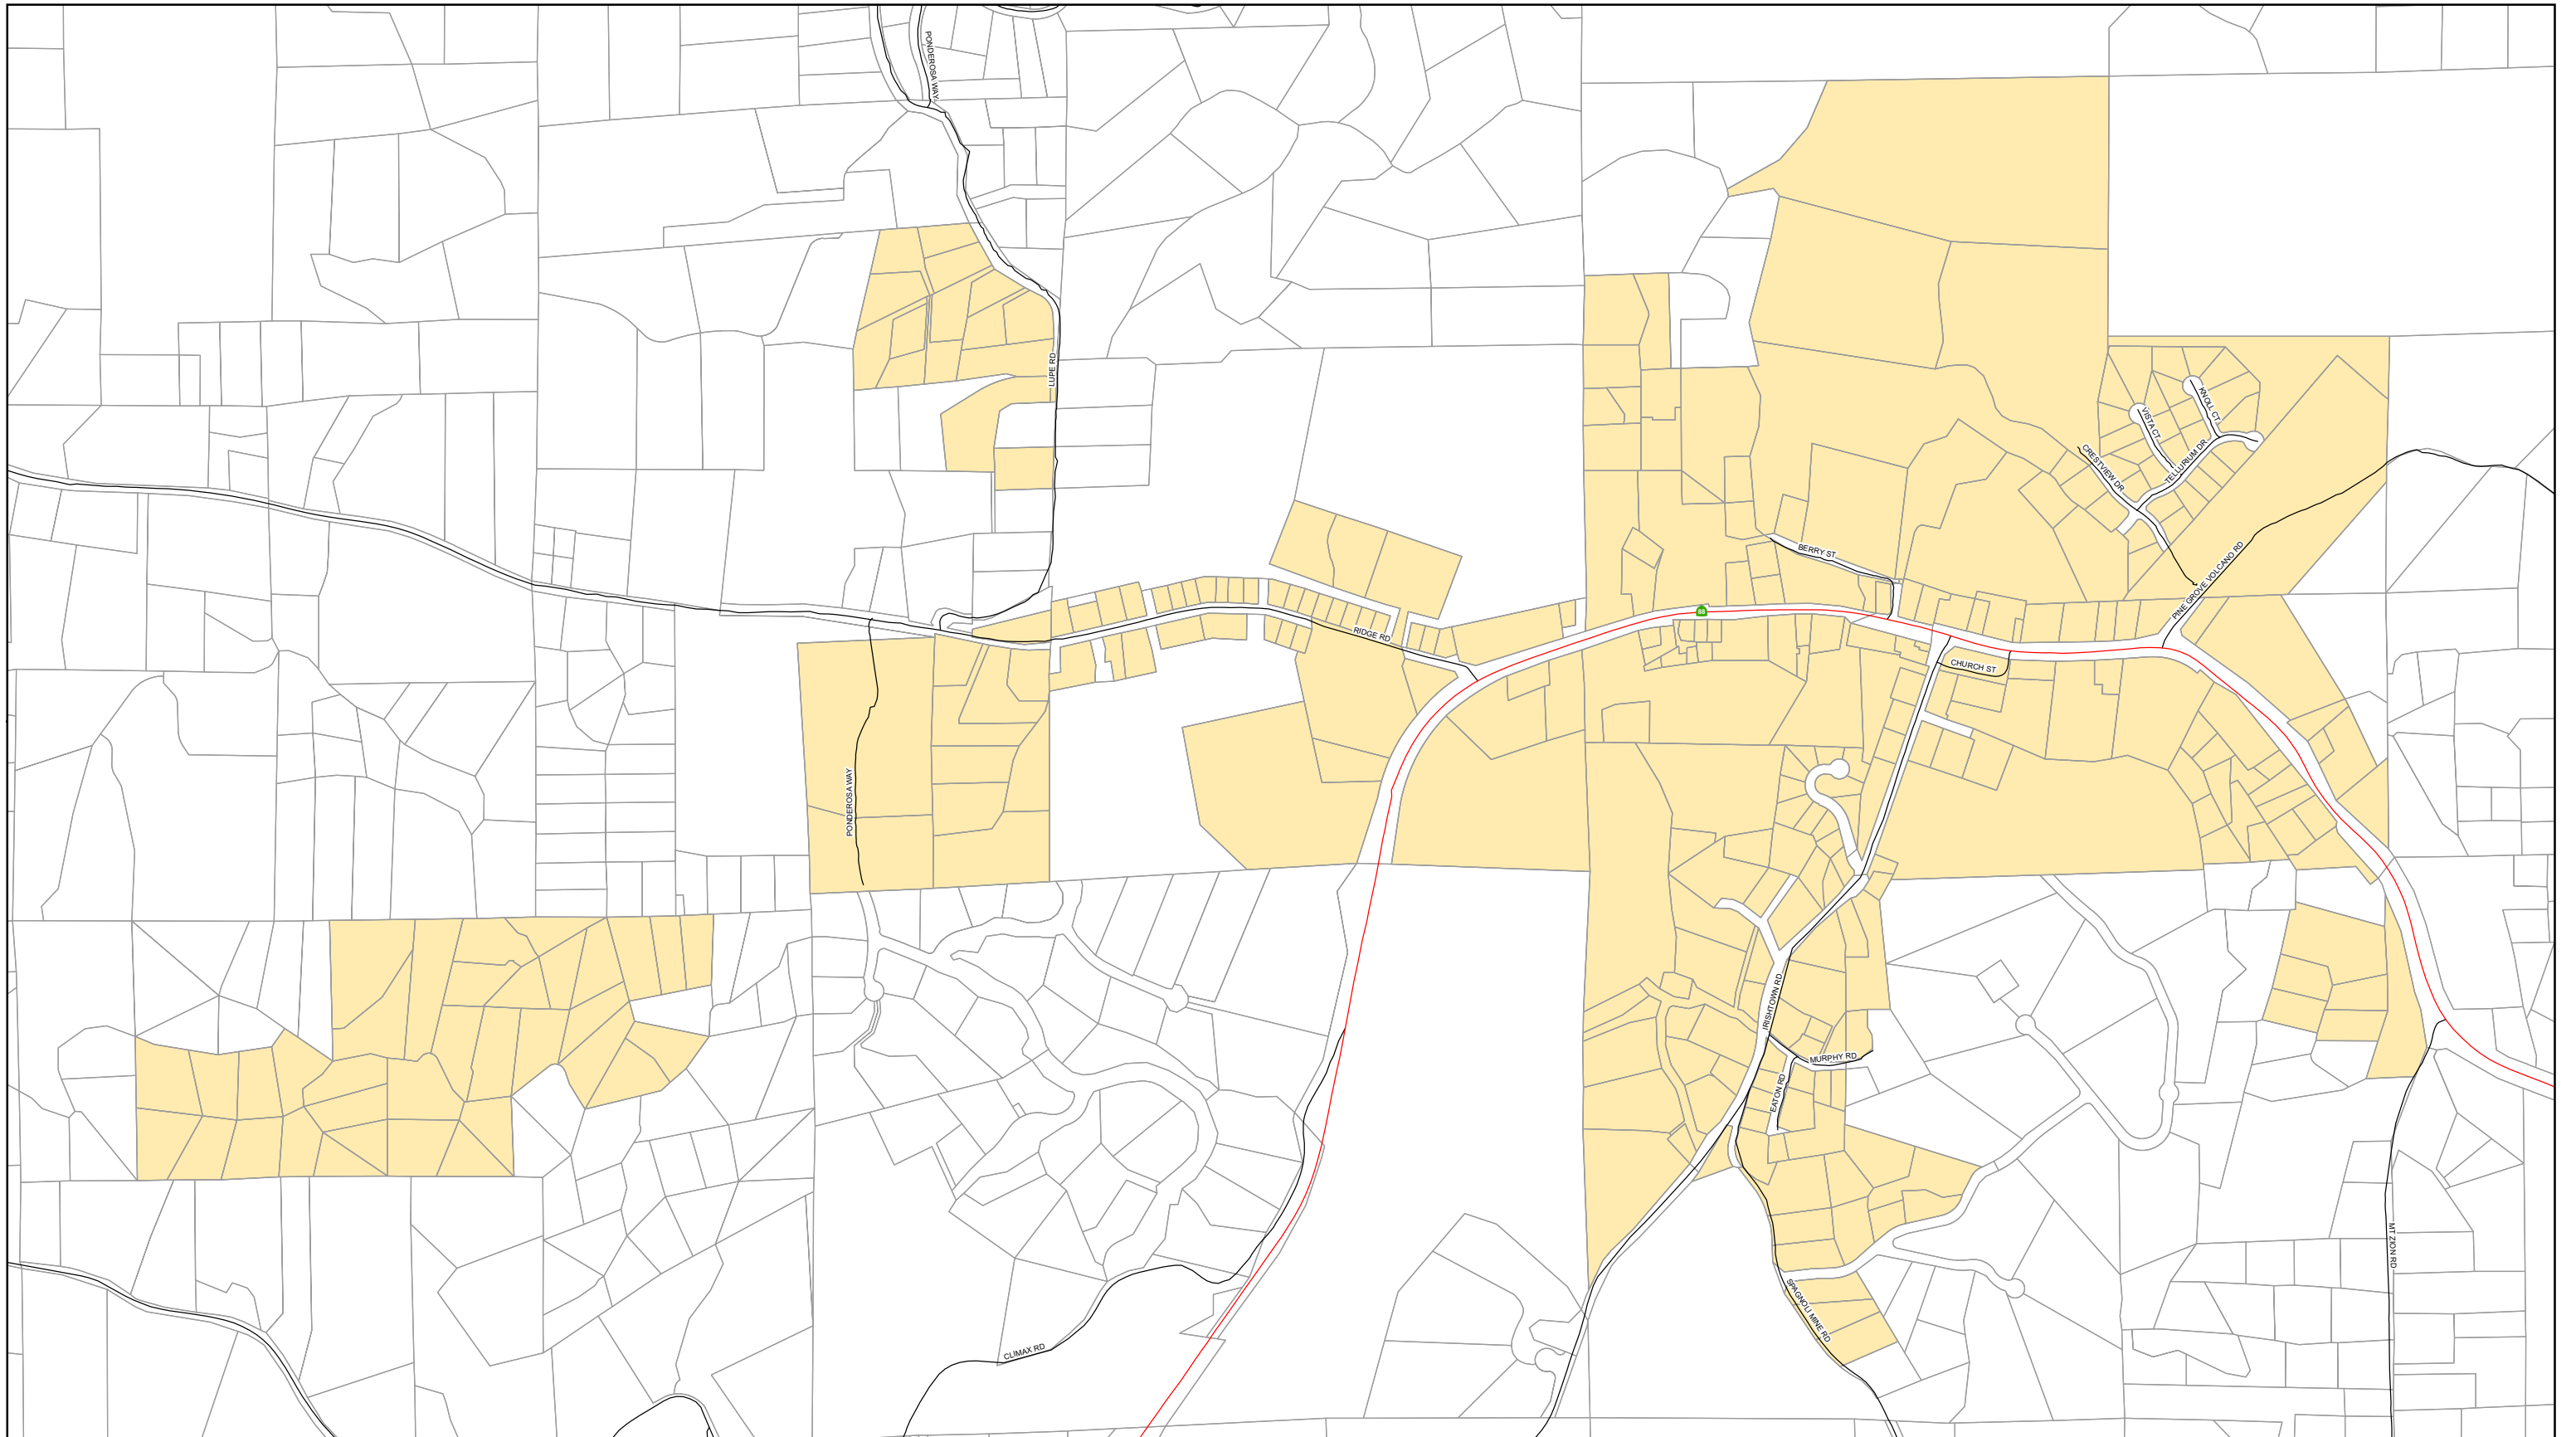 PONDEROSA WAY
LUPE RD
KNOLL CT
VISTA CT
CRESTVIEW DR
TELLURIUM DR
BERRY ST
PINE GROVE VOLCANO RD
88
RIDGE RD
CHURCH ST
PONDEROSA WAY
IRISHTOWN RD
MURPHY RD
EATON RD
MT ZION RD
SPAGNOLI MINE RD
CLIMAX RD